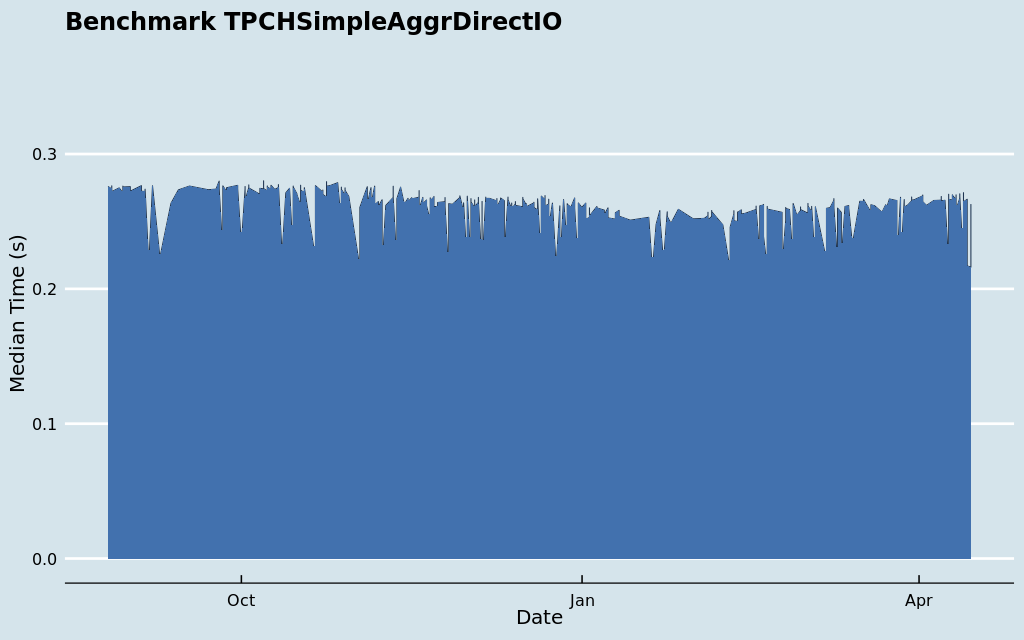 Benchmark TPCHSimpleAggrDirectIO
0.3
0.2
0.1
0.0
Median Time (s)
Oct
Jan
Apr
Date